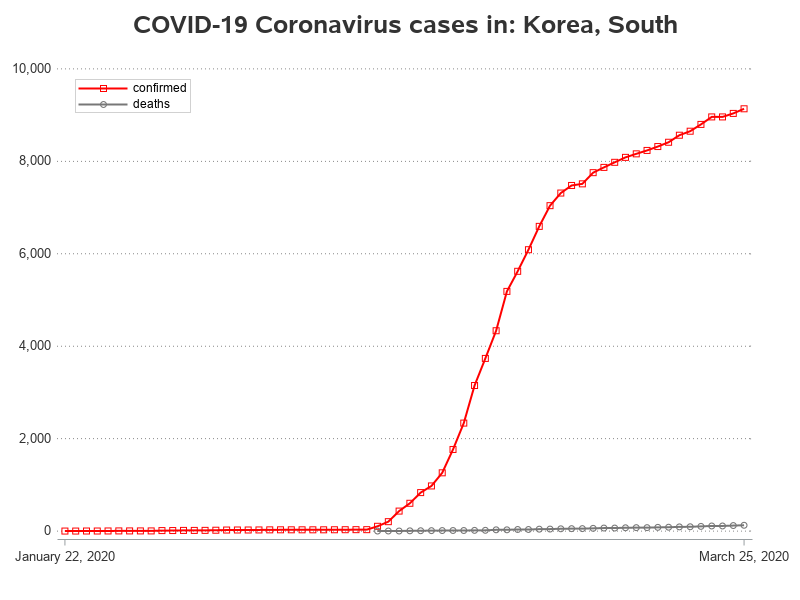 COVID-19 Coronavirus cases in: Korea, South
10,000
confirmed
deaths
8,000
6,000
4,000
2,000
0
January 22, 2020 March 25, 2020